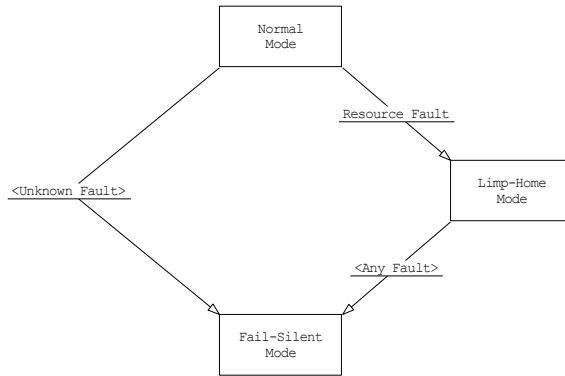 Normal
Mode
Resource Fault
<Unknown Fault>
Limp-Home
Mode
<Any Fault>
Fail-Silent
Mode